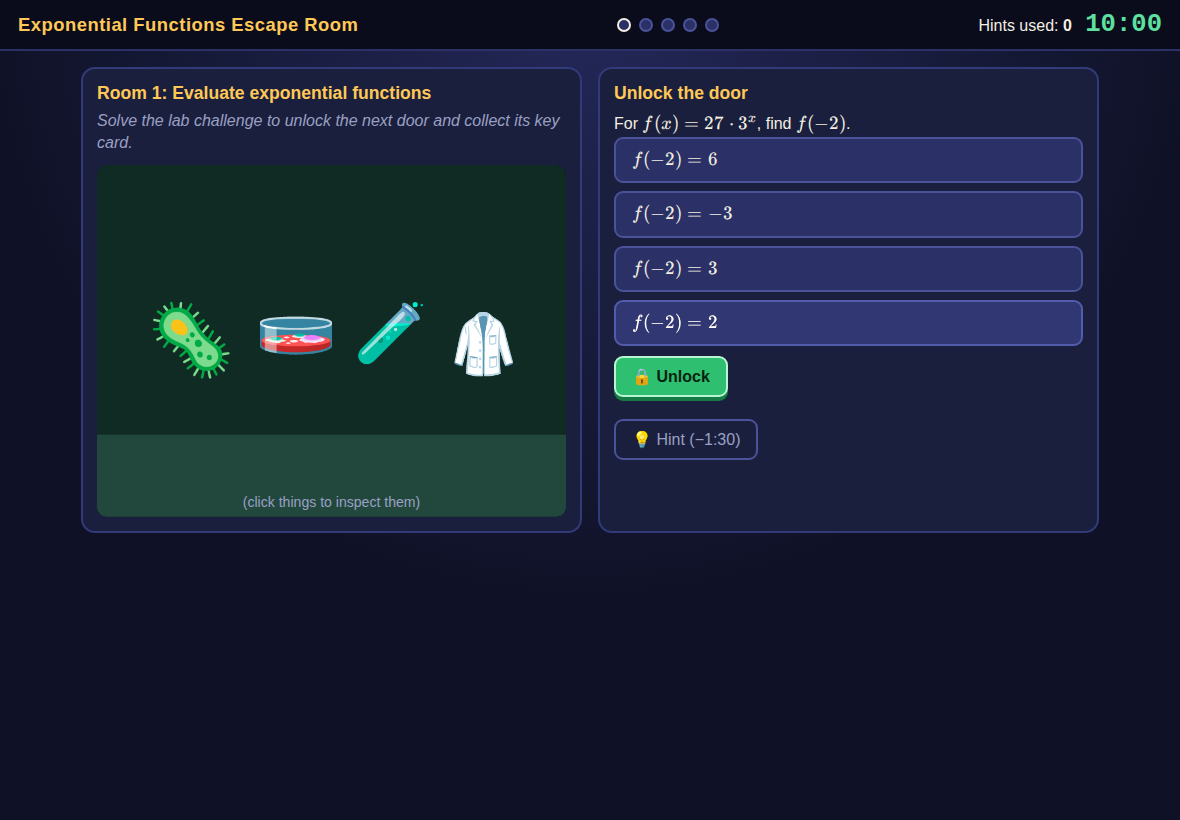 Exponential Functions Escape Room
Hints used: 0 10:00
Room 1: Evaluate exponential functions
Solve the lab challenge to unlock the next door and collect its key
card.
(click things to inspect them)
Unlock the door
For f(x) = 27 · 3^x, find f(−2).
f(−2) = 6
f(−2) = −3
f(−2) = 3
f(−2) = 2
🔒 Unlock
💡 Hint (−1:30)